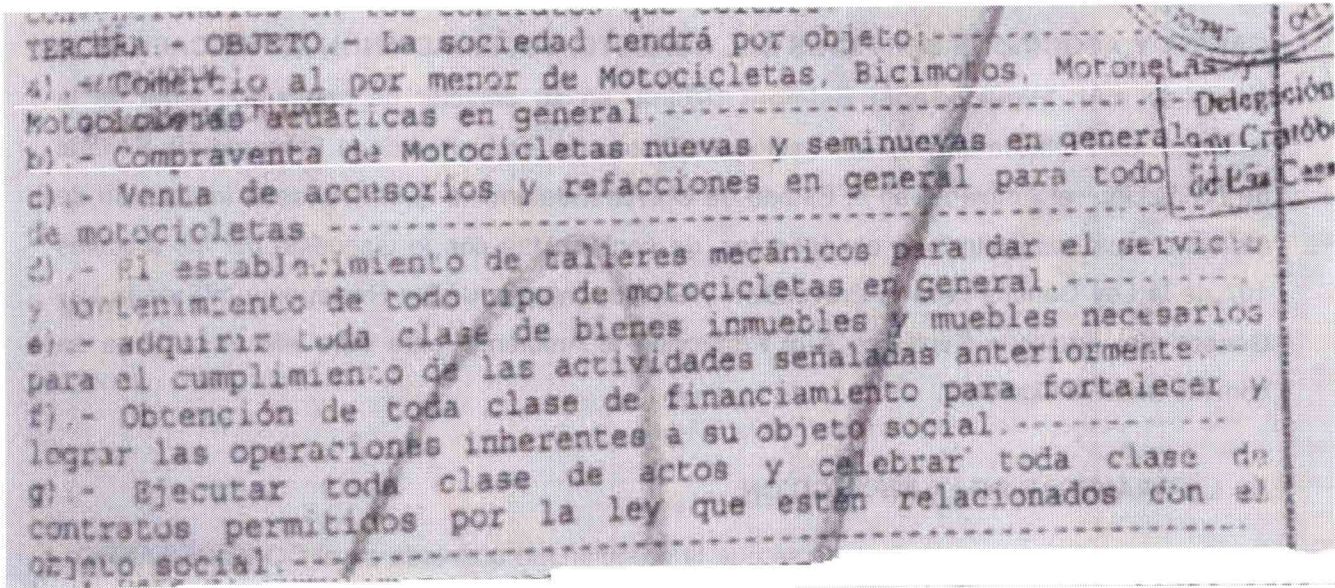 TERCERA.- OBJETO.- La sociedad tendrá por objeto:-----------
a).- Comercio al por menor de Motocicletas, Bicimotos, Motonetas y
acuáticas en general.-----------------------------
b).- Compraventa de Motocicletas nuevas y seminuevas en general.-
c).- Venta de accesorios y refacciones en general para todo
de motocicletas --------------------------------------------
d).- El establecimiento de talleres mecánicos para dar el servicio
y de todo tipo de motocicletas en general.----------
e).- adquirir toda clase de bienes inmuebles y muebles necesarios
para el cumplimiento de las actividades señaladas anteriormente.--
f).- Obtención de toda clase de financiamiento para fortalecer y
lograr las operaciones inherentes a su objeto social.------------
g).- Ejecutar toda clase de actos y celebrar toda clase de
contratos permitidos por la ley que estén relacionados con el
objeto social.--------------------------------------------------
Delegación